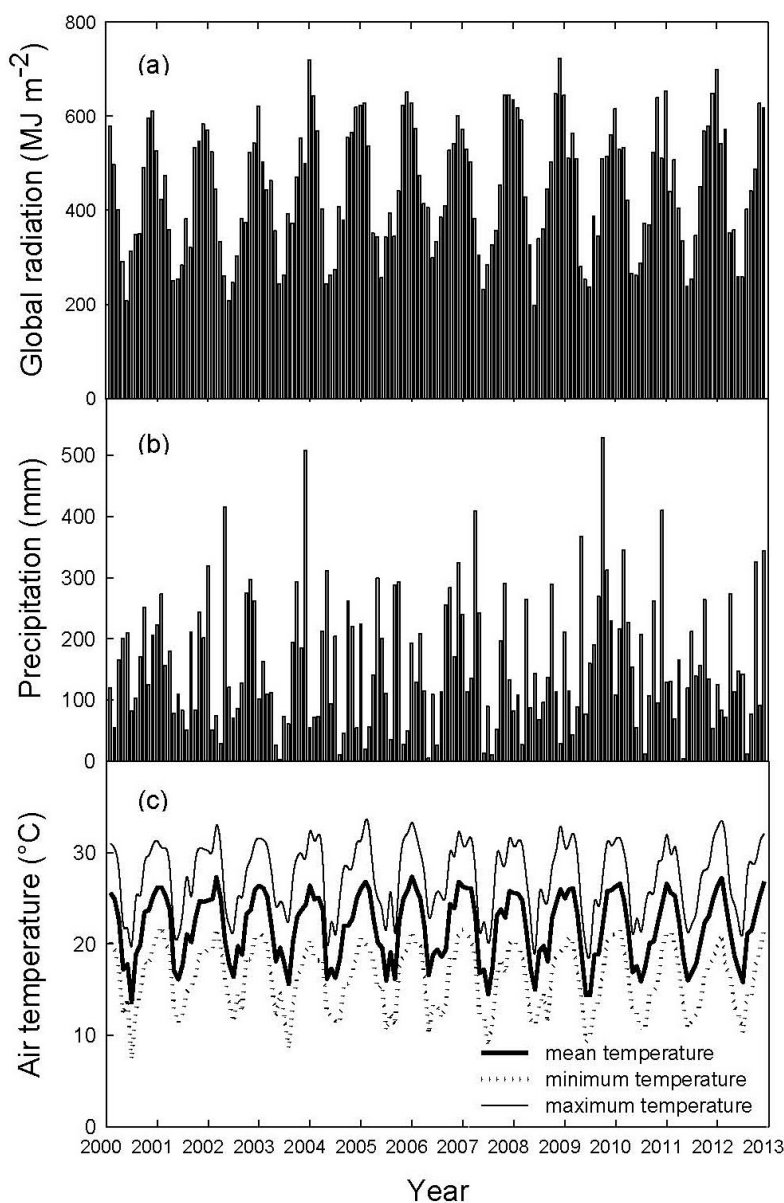 800
(a)
600
400
200
0
Global radiation (MJ m⁻²)
(b)
500
400
300
200
100
0
Precipitation (mm)
(c)
30
20
10
0
Air temperature (°C)
mean temperature
minimum temperature
maximum temperature
2000 2001 2002 2003 2004 2005 2006 2007 2008 2009 2010 2011 2012 2013
Year